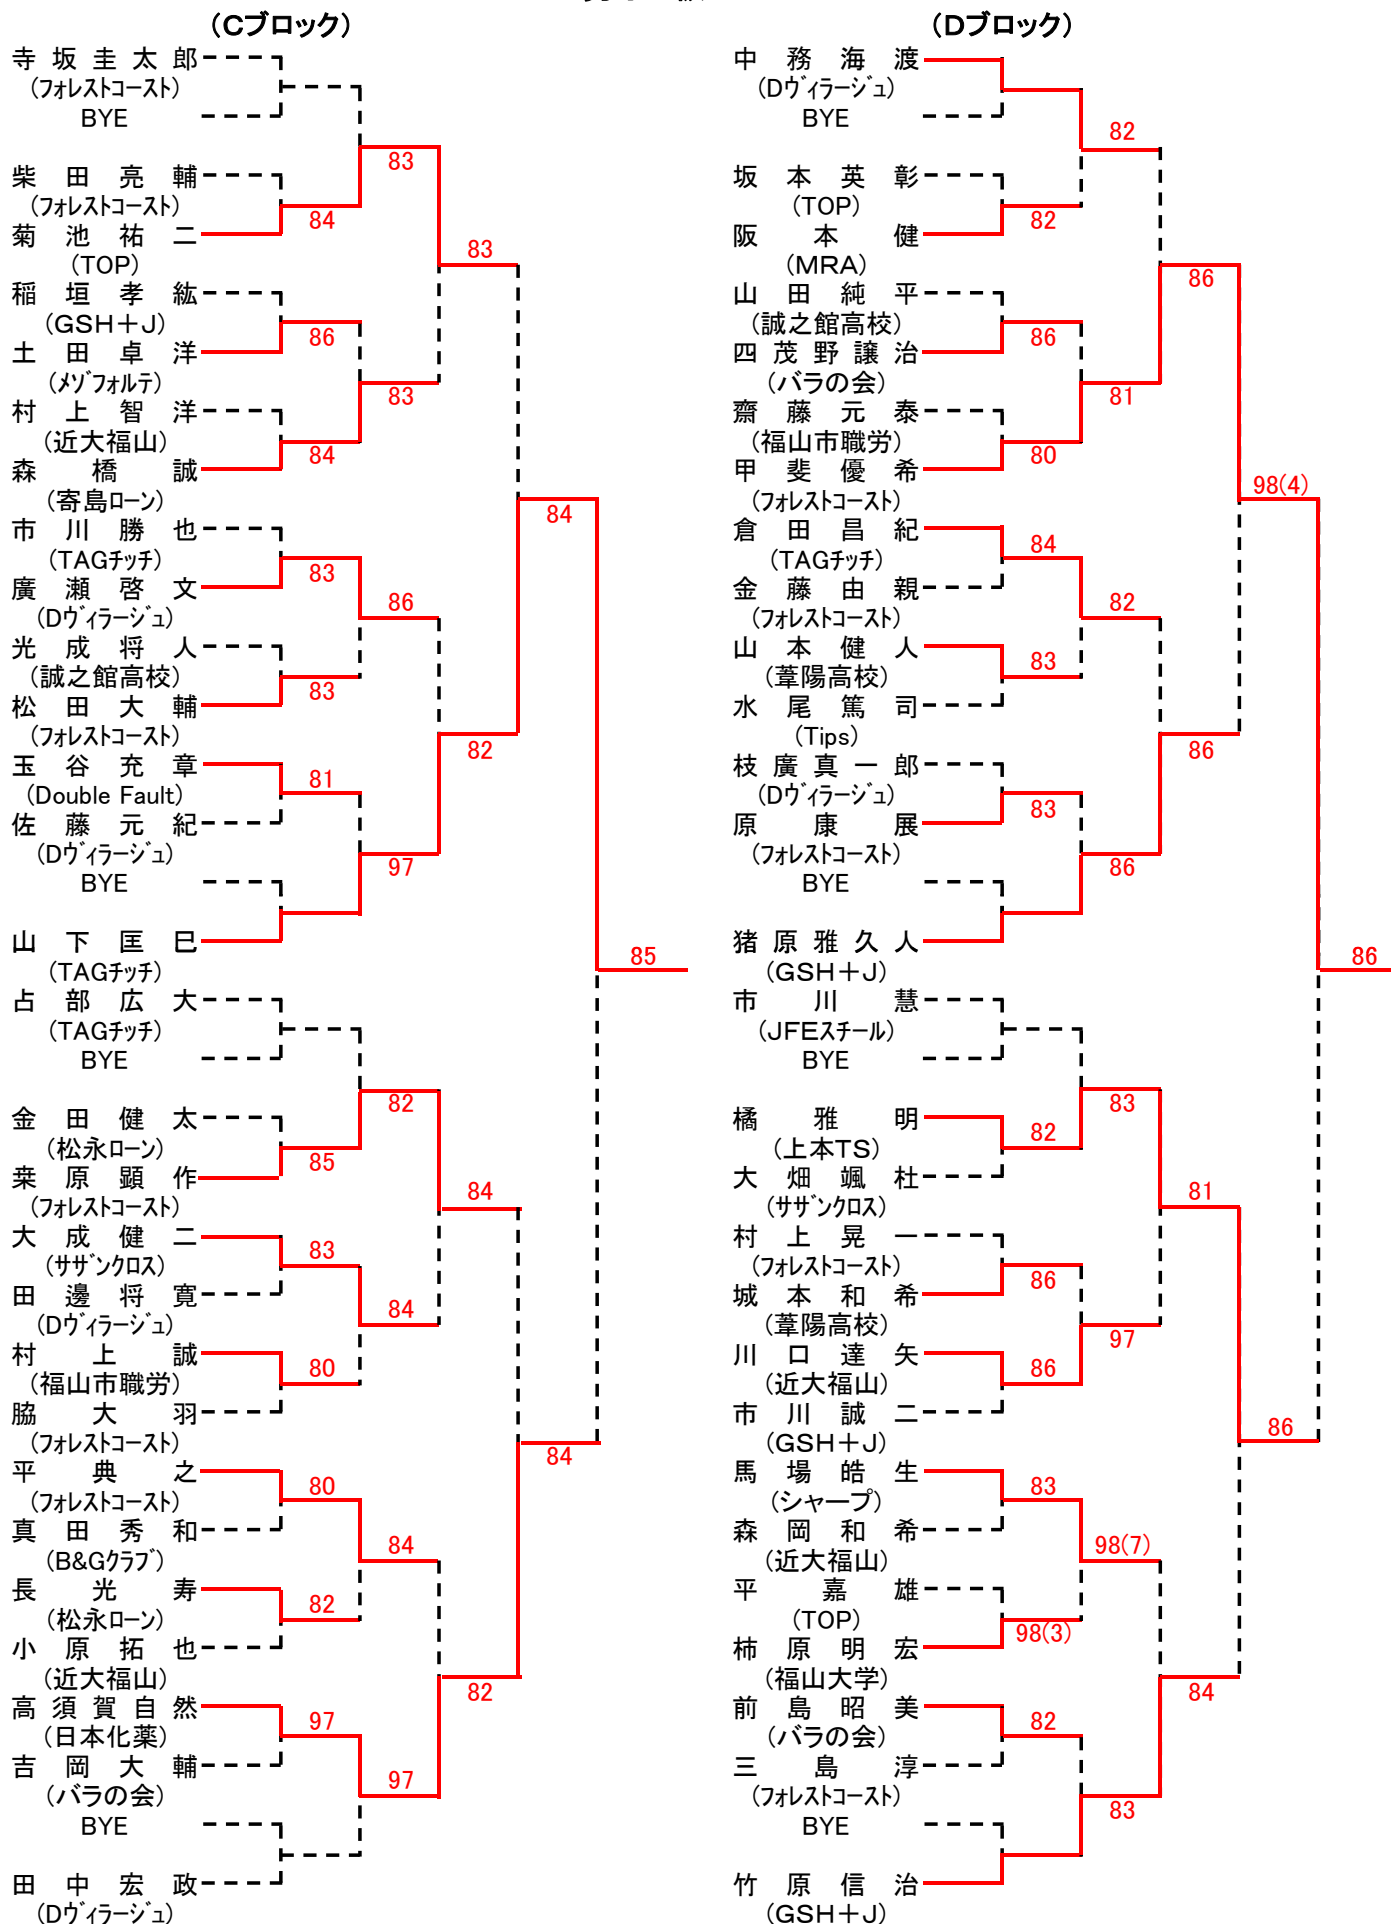 (Cブロック)
寺坂圭太郎
(フォレストコースト)
BYE
83
柴田亮輔
(フォレストコースト)
84
菊池祐二
(TOP)
83
稲垣孝紘
(GSH+J)
86
土田卓洋
(メゾフォルテ)
83
村上智洋
(近大福山)
84
森橋誠
(寄島ローン)
84
市川勝也
(TAGチッチ)
83
廣瀬啓文
(Dヴィラージュ)
86
光成将人
(誠之館高校)
83
松田大輔
(フォレストコースト)
82
玉谷充章
81
(Double Fault)
佐藤元紀
(Dヴィラージュ)
97
BYE
山下匡巳
(TAGチッチ)
85
占部広大
(TAGチッチ)
BYE
82
金田健太
(松永ローン)
85
桒原顕作
(フォレストコースト)
84
大成健二
83
(サザンクロス)
田邊将寛
84
(Dヴィラージュ)
村上誠
80
(福山市職労)
脇大羽
(フォレストコースト)
84
平典之
80
(フォレストコースト)
真田秀和
84
(B&Gクラブ)
長光寿
82
(松永ローン)
小原拓也
(近大福山)
82
高須賀自然
97
(日本化薬)
吉岡大輔
97
(バラの会)
BYE
田中宏政
(Dヴィラージュ)
(Dブロック)
中務海渡
(Dヴィラージュ)
BYE
82
坂本英彰
(TOP)
82
阪本健
(MRA)
86
山田純平
(誠之館高校)
86
四茂野譲治
(バラの会)
81
齋藤元泰
(福山市職労)
80
甲斐優希
(フォレストコースト)
98(4)
倉田昌紀
84
(TAGチッチ)
金藤由親
82
(フォレストコースト)
山本健人
83
(葦陽高校)
水尾篤司
(Tips)
86
枝廣真一郎
(Dヴィラージュ)
83
原康展
(フォレストコースト)
86
BYE
猪原雅久人
(GSH+J)
86
市川慧
(JFEスチール)
BYE
83
橘雅明
82
(上本TS)
大畑颯杜
(サザンクロス)
81
村上晃一
(フォレストコースト)
86
城本和希
(葦陽高校)
97
川口達矢
86
(近大福山)
市川誠二
(GSH+J)
86
馬場皓生
83
(シャープ)
森岡和希
98(7)
(近大福山)
平嘉雄
(TOP)
98(3)
柿原明宏
(福山大学)
84
前島昭美
82
(バラの会)
三島淳
(フォレストコースト)
83
BYE
竹原信治
(GSH+J)